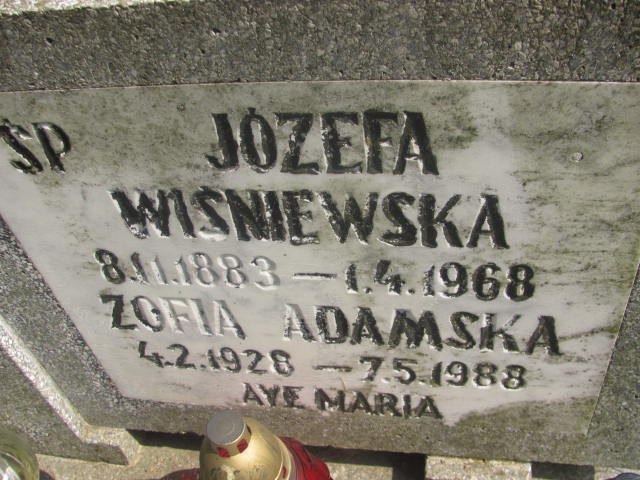 ŚP JÓZEFA
WIŚNIEWSKA
8.11.1883 — 1.4.1968
ZOFIA ADAMSKA
4.2.1928 — 7.5.1988
AVE MARIA